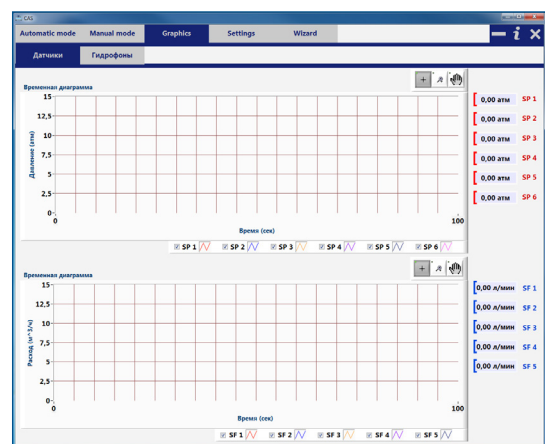 CAS
Automatic mode Manual mode Graphics Settings Wizard
Датчики Гидрофоны
Временная диаграмма
Давление (атм)
15
12,5
10
7,5
5
2,5
0
0 100
Время (сек)
SP 1 SP 2 SP 3 SP 4 SP 5 SP 6
0,00 атм SP 1
0,00 атм SP 2
0,00 атм SP 3
0,00 атм SP 4
0,00 атм SP 5
0,00 атм SP 6
Временная диаграмма
Расход (м^3/ч)
15
12,5
10
7,5
5
2,5
0
0 100
Время (сек)
SF 1 SF 2 SF 3 SF 4 SF 5
0,00 л/мин SF 1
0,00 л/мин SF 2
0,00 л/мин SF 3
0,00 л/мин SF 4
0,00 л/мин SF 5